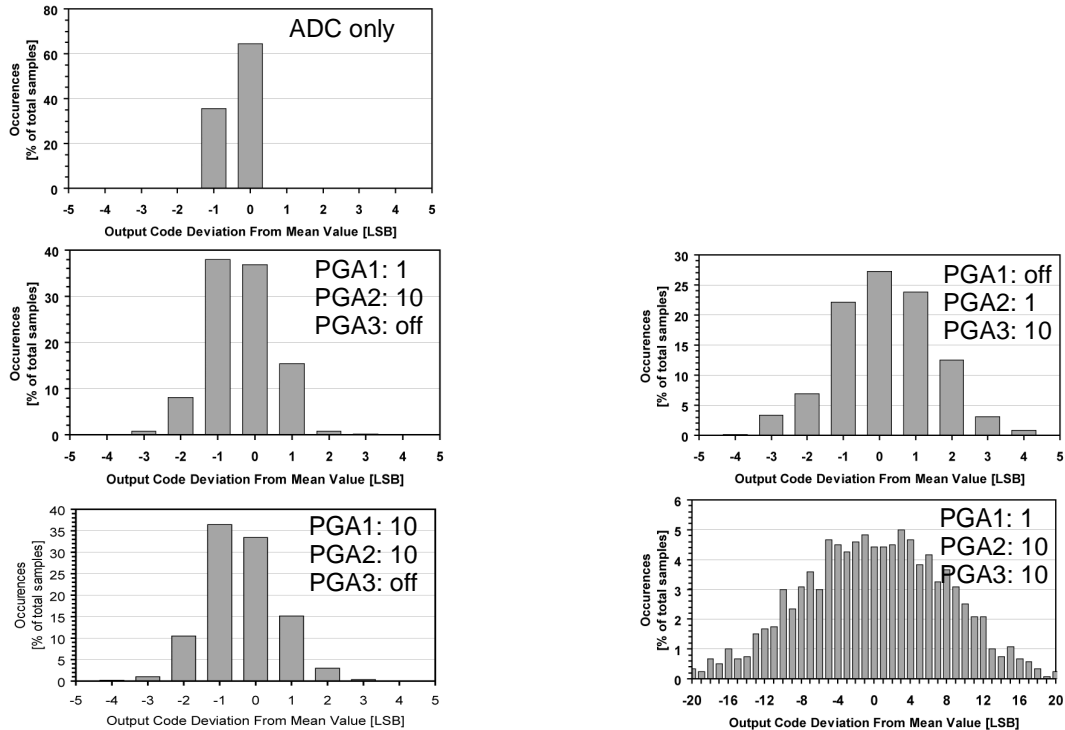 ADC only
80
60
40
20
0
-5 -4 -3 -2 -1 0 1 2 3 4 5
Occurences
[% of total samples]
Output Code Deviation From Mean Value [LSB]
PGA1: 1
PGA2: 10
PGA3: off
40
30
20
10
0
-5 -4 -3 -2 -1 0 1 2 3 4 5
Occurences
[% of total samples]
Output Code Deviation From Mean Value [LSB]
PGA1: off
PGA2: 1
PGA3: 10
30
25
20
15
10
5
0
-5 -4 -3 -2 -1 0 1 2 3 4 5
Occurences
[% of total samples]
Output Code Deviation From Mean Value [LSB]
PGA1: 10
PGA2: 10
PGA3: off
40
35
30
25
20
15
10
5
0
-5 -4 -3 -2 -1 0 1 2 3 4 5
Occurences
[% of total samples]
Output Code Deviation From Mean Value [LSB]
PGA1: 1
PGA2: 10
PGA3: 10
6
5
4
3
2
1
0
-20 -16 -12 -8 -4 0 4 8 12 16 20
Occurences
[% of total samples]
Output Code Deviation From Mean Value [LSB]